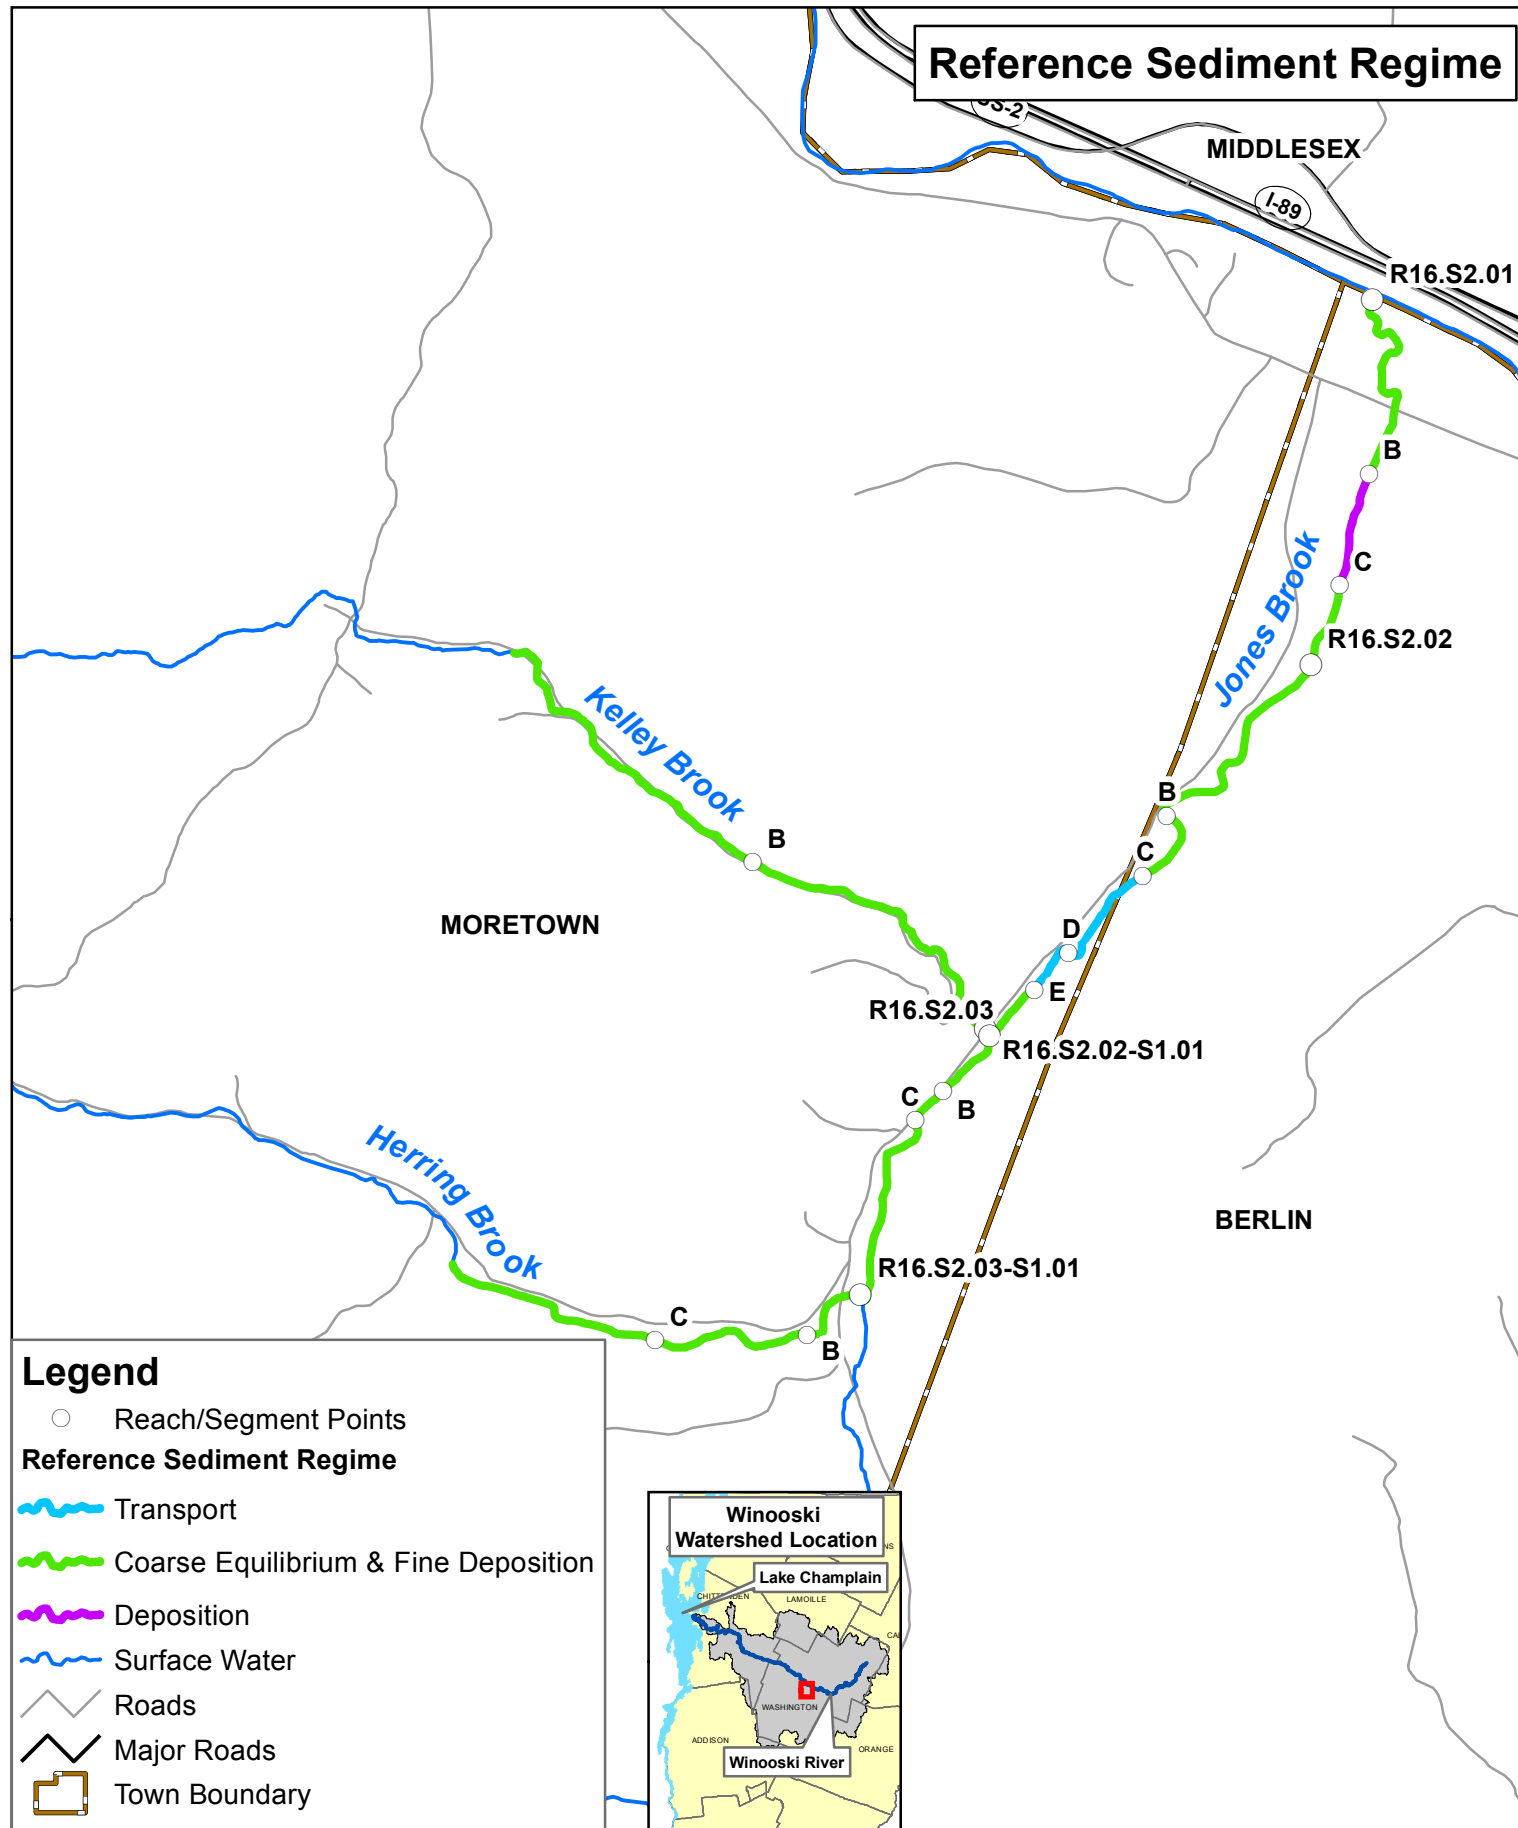 Reference Sediment Regime
US-2
MIDDLESEX
I-89
R16.S2.01
B
C
Jones Brook
R16.S2.02
Kelley Brook
B
B
C
MORETOWN
D
E
R16.S2.03
R16.S2.02-S1.01
C
B
Herring Brook
BERLIN
R16.S2.03-S1.01
C
B
Legend
Reach/Segment Points
Reference Sediment Regime
Transport
Coarse Equilibrium & Fine Deposition
Deposition
Surface Water
Roads
Major Roads
Town Boundary
Winooski
Watershed Location
Lake Champlain
LAMOILLE
WASHINGTON
ADDISON
ORANGE
Winooski River